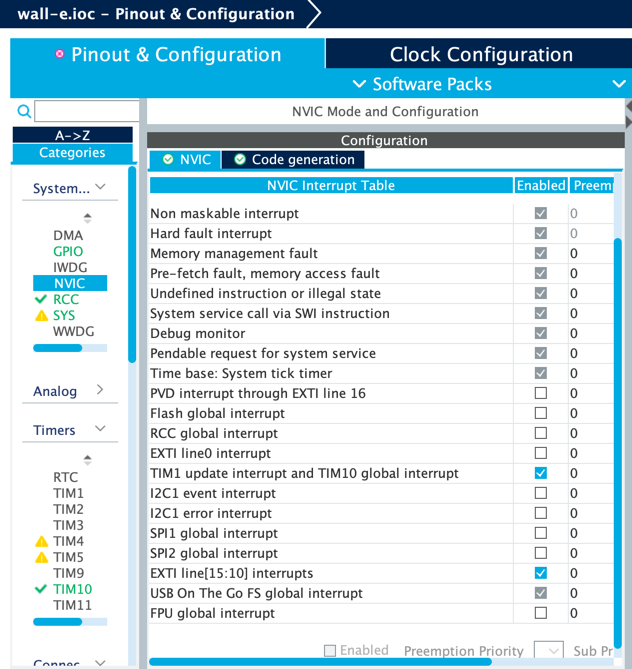 wall-e.ioc - Pinout & Configuration
Pinout & Configuration
Clock Configuration
Software Packs
NVIC Mode and Configuration
A->Z
Categories
System...
DMA
GPIO
IWDG
NVIC
RCC
SYS
WWDG
Analog
Timers
RTC
TIM1
TIM2
TIM3
TIM4
TIM5
TIM9
TIM10
TIM11
Connec
Configuration
NVIC Code generation
NVIC Interrupt Table Enabled Preem
Non maskable interrupt 0
Hard fault interrupt 0
Memory management fault 0
Pre-fetch fault, memory access fault 0
Undefined instruction or illegal state 0
System service call via SWI instruction 0
Debug monitor 0
Pendable request for system service 0
Time base: System tick timer 0
PVD interrupt through EXTI line 16 0
Flash global interrupt 0
RCC global interrupt 0
EXTI line0 interrupt 0
TIM1 update interrupt and TIM10 global interrupt 0
I2C1 event interrupt 0
I2C1 error interrupt 0
SPI1 global interrupt 0
SPI2 global interrupt 0
EXTI line[15:10] interrupts 0
USB On The Go FS global interrupt 0
FPU global interrupt 0
Enabled Preemption Priority Sub Pr